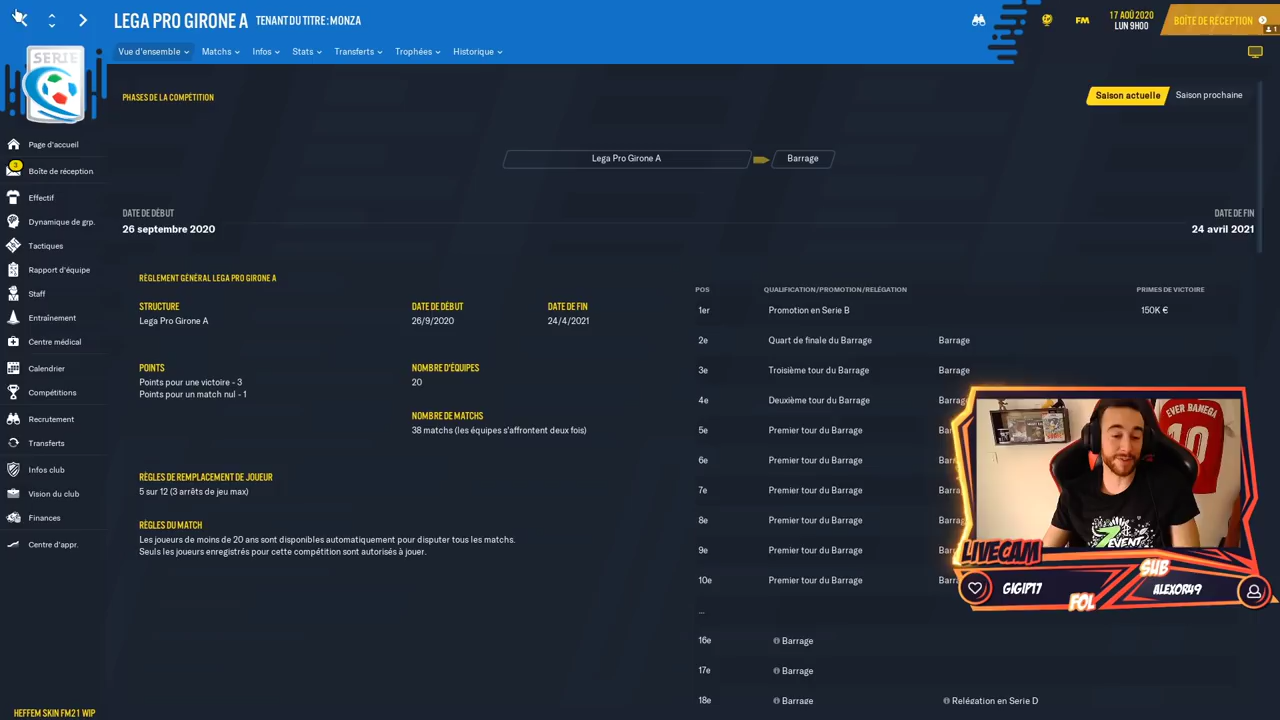 LEGA PRO GIRONE A TENANT DU TITRE : MONZA
17 AOÛ 2020
LUN 9H00
BOÎTE DE RÉCEPTION
1
FM
Vue d'ensemble Matchs Infos Stats Transferts Trophées Historique
SERIE
Page d'accueil
3
Boîte de réception
Effectif
Dynamique de grp.
Tactiques
Rapport d'équipe
Staff
Entraînement
Centre médical
Calendrier
Compétitions
Recrutement
Transferts
Infos club
Vision du club
Finances
Centre d'appr.
HEFFEM SKIN FM21 WIP
PHASES DE LA COMPÉTITION
Saison actuelle Saison prochaine
Lega Pro Girone A Barrage
DATE DE DÉBUT DATE DE FIN
26 septembre 2020 24 avril 2021
RÈGLEMENT GÉNÉRAL LEGA PRO GIRONE A
STRUCTURE DATE DE DÉBUT DATE DE FIN
Lega Pro Girone A 26/9/2020 24/4/2021
POINTS NOMBRE D'ÉQUIPES
Points pour une victoire - 3 20
Points pour un match nul - 1
NOMBRE DE MATCHS
38 matchs (les équipes s'affrontent deux fois)
RÈGLES DE REMPLACEMENT DE JOUEUR
5 sur 12 (3 arrêts de jeu max)
RÈGLES DU MATCH
Les joueurs de moins de 20 ans sont disponibles automatiquement pour disputer tous les matchs.
Seuls les joueurs enregistrés pour cette compétition sont autorisés à jouer.
POS QUALIFICATION/PROMOTION/RELÉGATION PRIMES DE VICTOIRE
1er Promotion en Serie B 150K €
2e Quart de finale du Barrage Barrage
3e Troisième tour du Barrage Barrage
4e Deuxième tour du Barrage Barrag
5e Premier tour du Barrage Barrag
6e Premier tour du Barrage Barrag
7e Premier tour du Barrage Barra
8e Premier tour du Barrage Barrag
9e Premier tour du Barrage Barra
10e Premier tour du Barrage Barra
...
16e Barrage
17e Barrage
18e Barrage Relégation en Serie D
EVER BANEGA
10
Z
EVENT
LIVECAM
SUB
GIGIP17
ALEXOR49
FOL